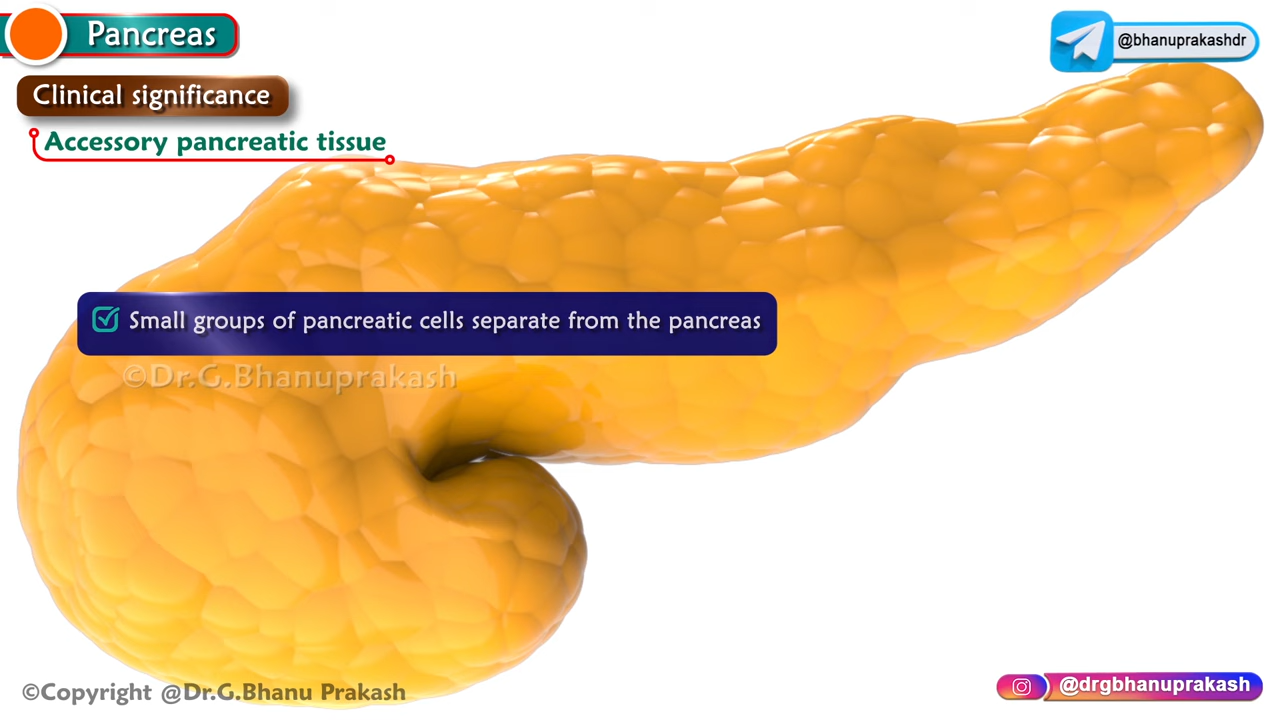 Pancreas
@bhanuprakashdr
Clinical significance
Accessory pancreatic tissue
Small groups of pancreatic cells separate from the pancreas
©Dr.G.Bhanuprakash
©Copyright @Dr.G.Bhanu Prakash
@drgbhanuprakash